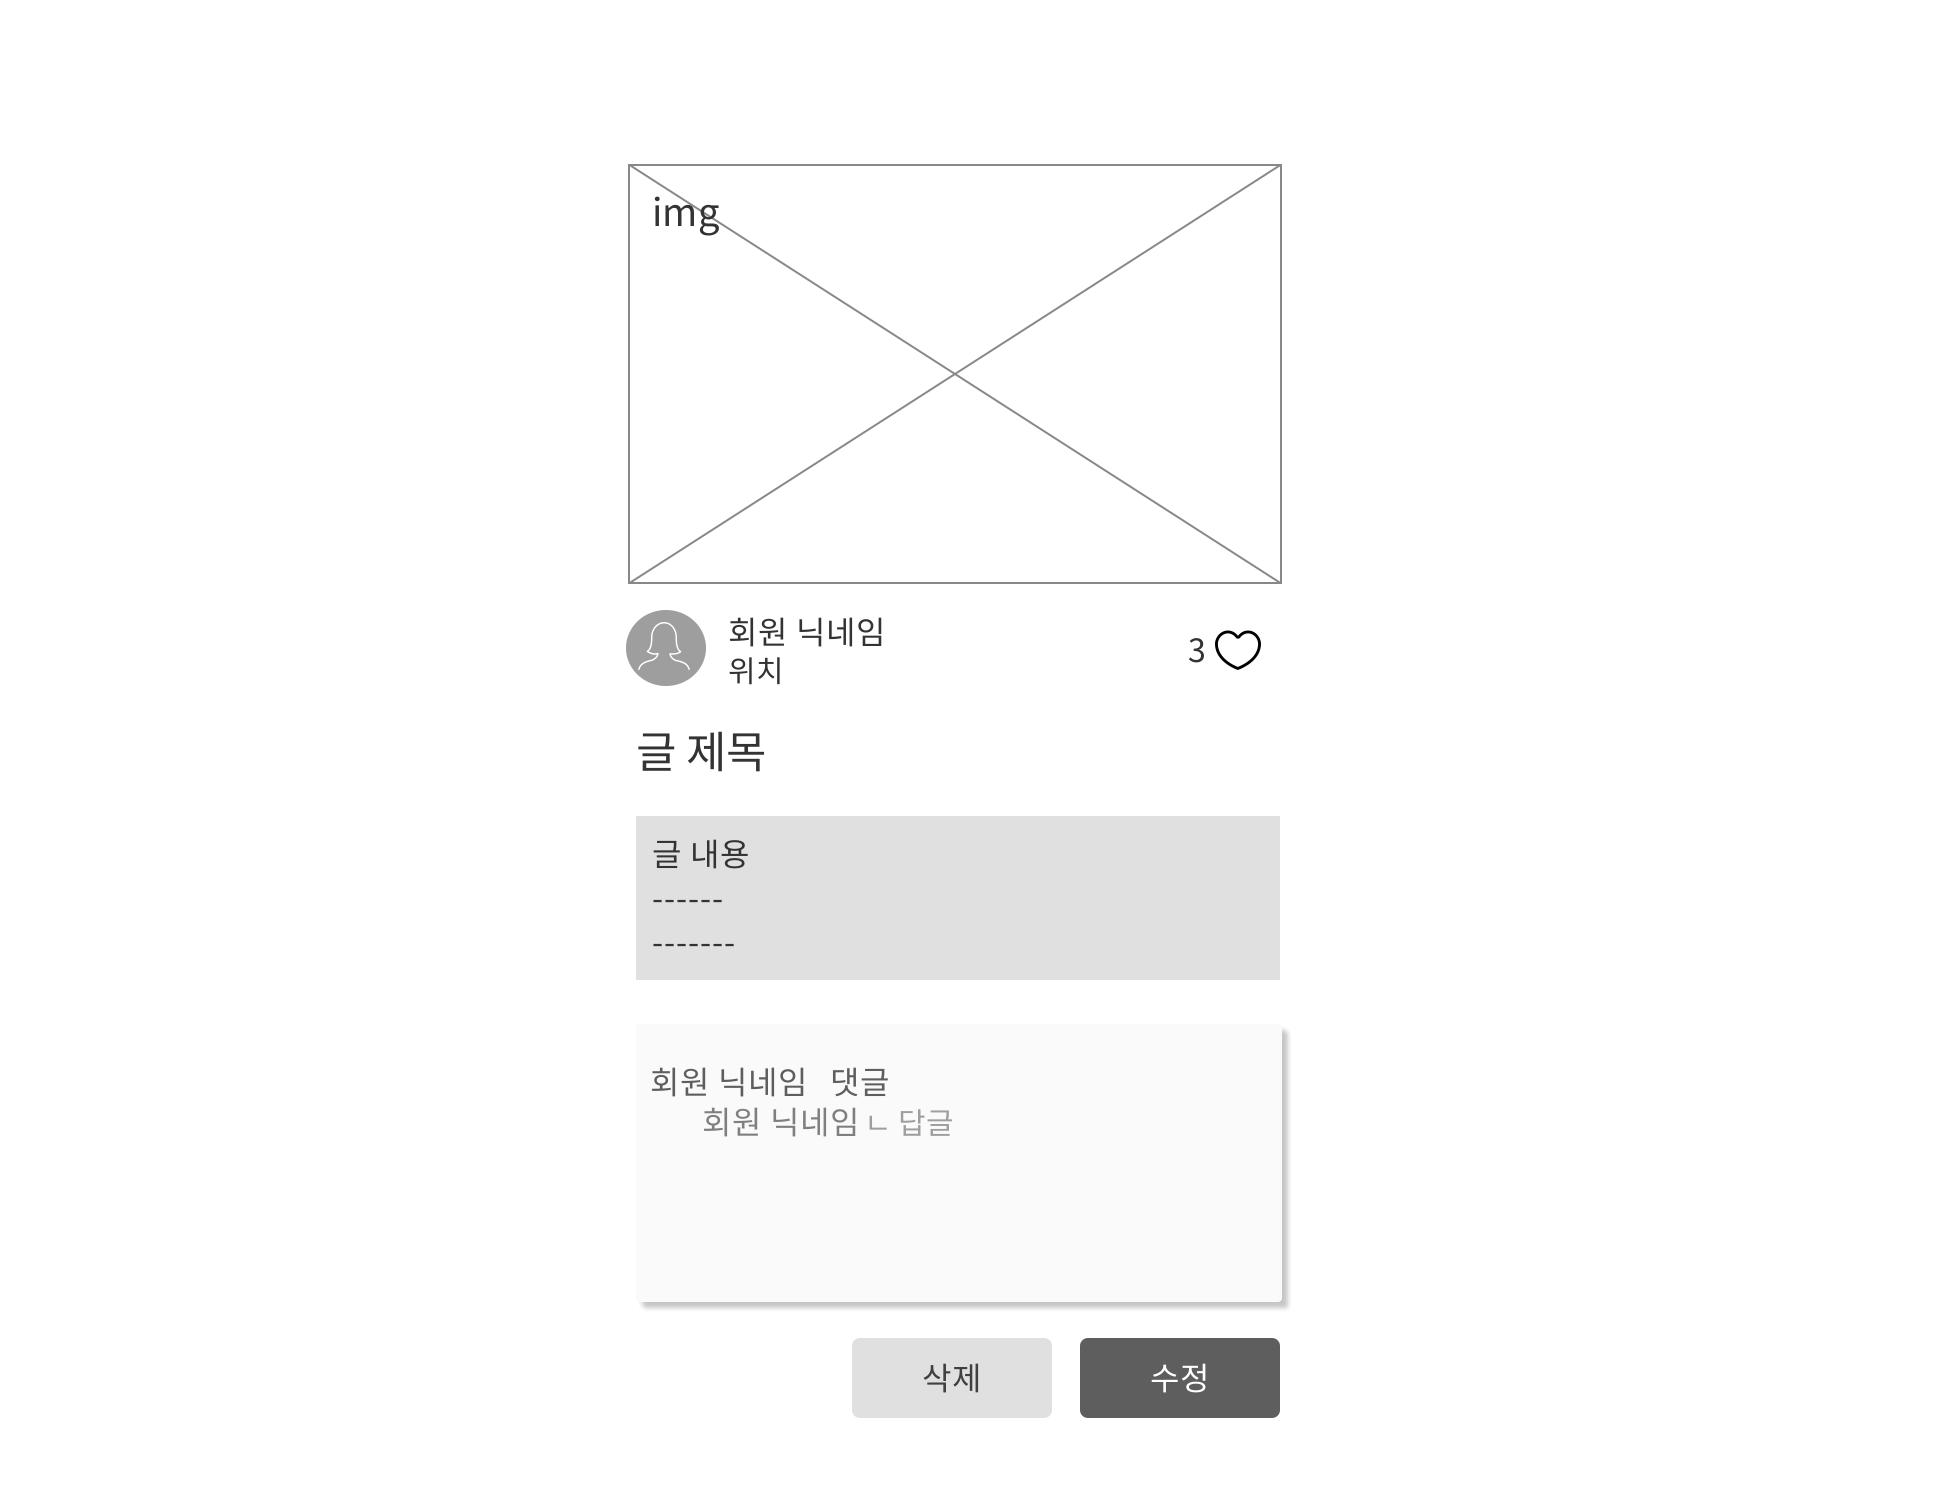 img
회원 닉네임
위치
3
글 제목
글 내용
------
-------
회원 닉네임 댓글
회원 닉네임 ㄴ 답글
삭제
수정